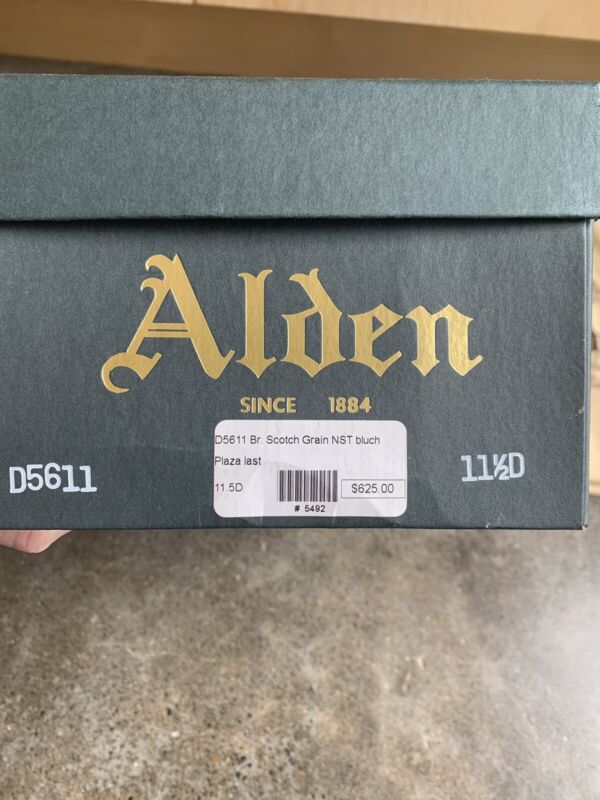 Alden
SINCE 1884
D5611 Br. Scotch Grain NST bluch
Plaza last
11.5D
$625.00
# 5492
D5611
11½D